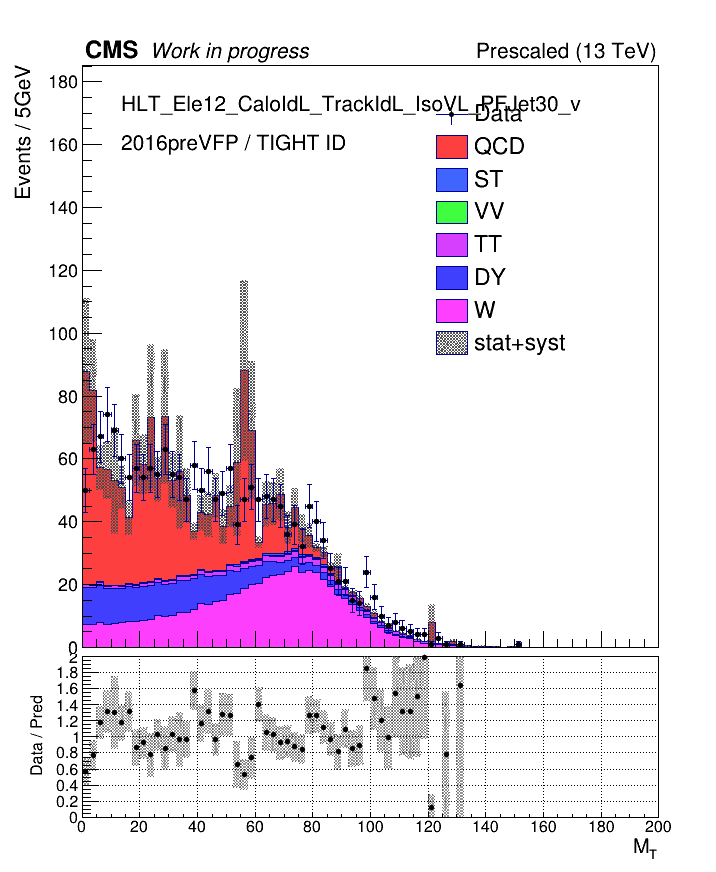 CMS Work in progress Prescaled (13 TeV)
Events / 5GeV
180
160
140
120
100
80
60
40
20
0
HLT_Ele12_CaloIdL_TrackIdL_IsoVL_PFJet30_v
2016preVFP / TIGHT ID
Data
QCD
ST
VV
TT
DY
W
stat+syst
Data / Pred
2
1.8
1.6
1.4
1.2
1
0.8
0.6
0.4
0.2
0
0 20 40 60 80 100 120 140 160 180 200
M_T